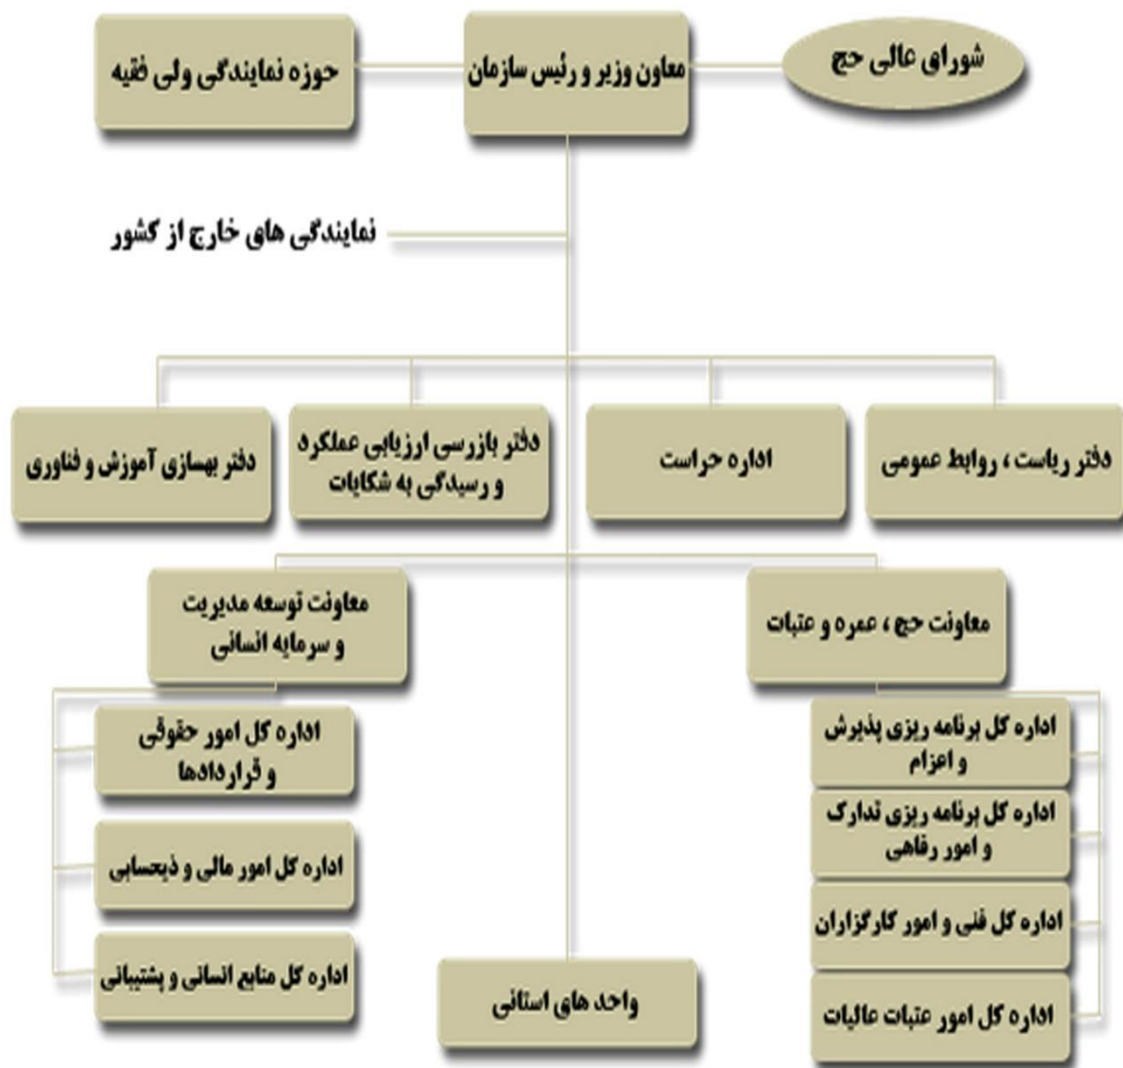 شورای عالی حج
معاون وزیر و رئیس سازمان
حوزه نمایندگی ولی فقیه
نمایندگی های خارج از کشور
دفتر ریاست ، روابط عمومی
اداره حراست
دفتر بازرسی ارزیابی عملکرد
و رسیدگی به شکایات
دفتر بهسازی آموزش و فناوری
معاونت حج ، عمره و عتبات
اداره کل برنامه ریزی پذیرش
و اعزام
اداره کل برنامه ریزی تدارک
و امور رفاهی
اداره کل فنی و امور کارگزاران
اداره کل امور عتبات عالیات
معاونت توسعه مدیریت
و سرمایه انسانی
اداره کل امور حقوقی
و قراردادها
اداره کل امور مالی و ذیحسابی
اداره کل منابع انسانی و پشتیبانی
واحد های استانی